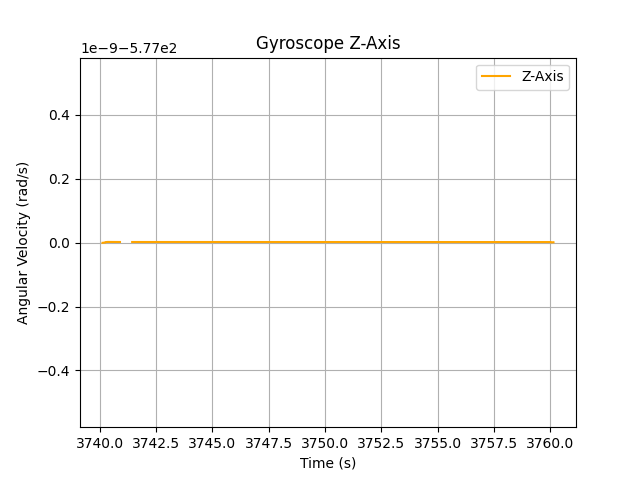 Gyroscope Z-Axis
1e−9−5.77e2
Z-Axis
0.4
0.2
0.0
−0.2
−0.4
Angular Velocity (rad/s)
3740.0 3742.5 3745.0 3747.5 3750.0 3752.5 3755.0 3757.5 3760.0
Time (s)